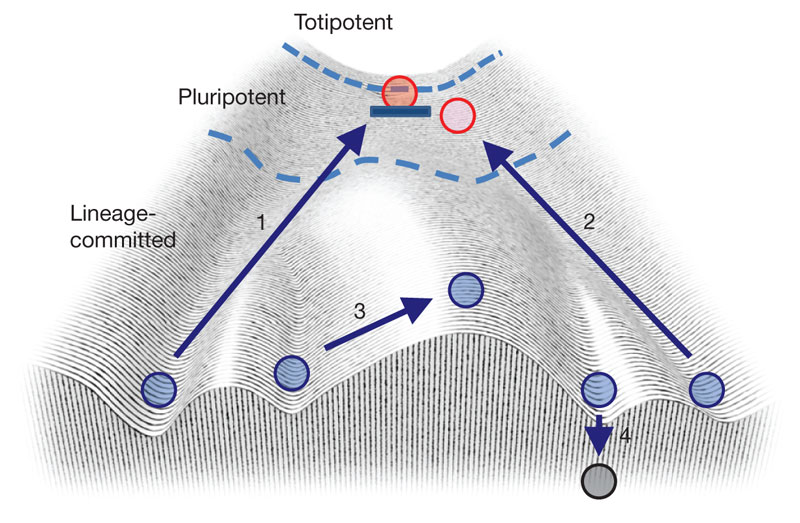 Totipotent
Pluripotent
Lineage-
committed
1
2
3
4